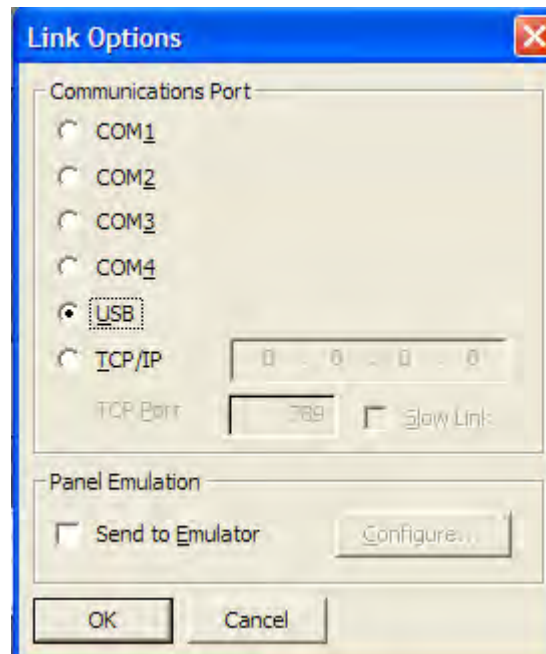 Link Options
Communications Port
COM1
COM2
COM3
COM4
USB
TCP/IP 0 . 0 . 0 . 0
TCP Port 789 Slow Link
Panel Emulation
Send to Emulator Configure...
OK Cancel